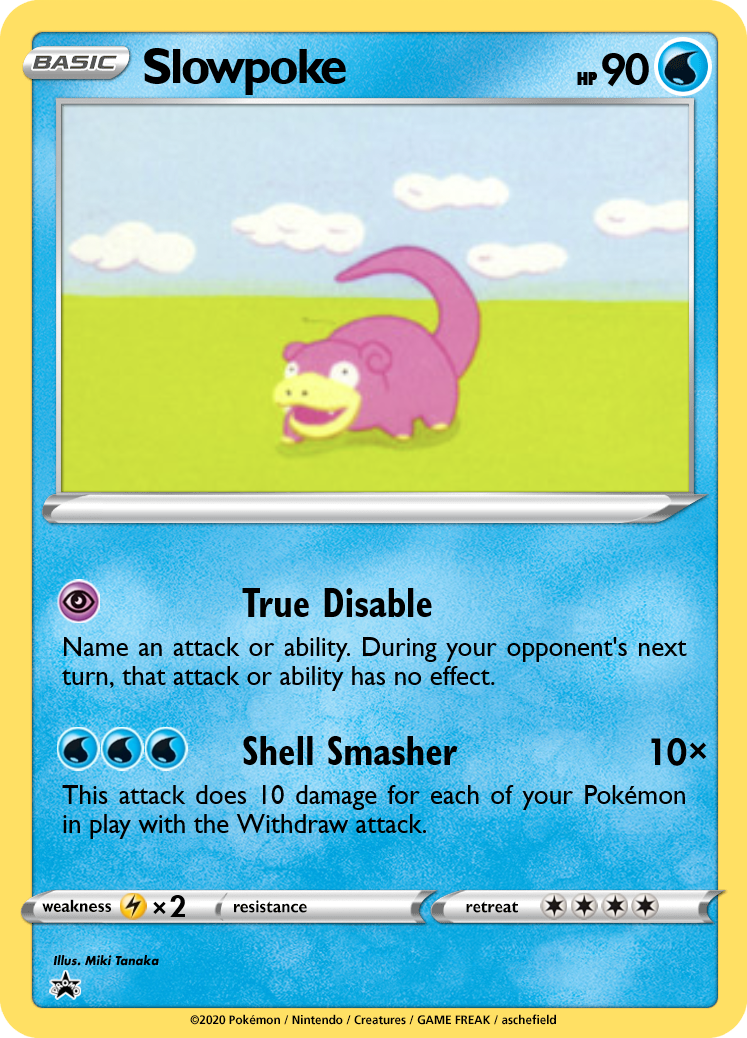 BASIC Slowpoke HP 90
True Disable
Name an attack or ability. During your opponent's next
turn, that attack or ability has no effect.
Shell Smasher 10×
This attack does 10 damage for each of your Pokémon
in play with the Withdraw attack.
weakness ×2 resistance retreat
Illus. Miki Tanaka
PROMO
©2020 Pokémon / Nintendo / Creatures / GAME FREAK / aschefield